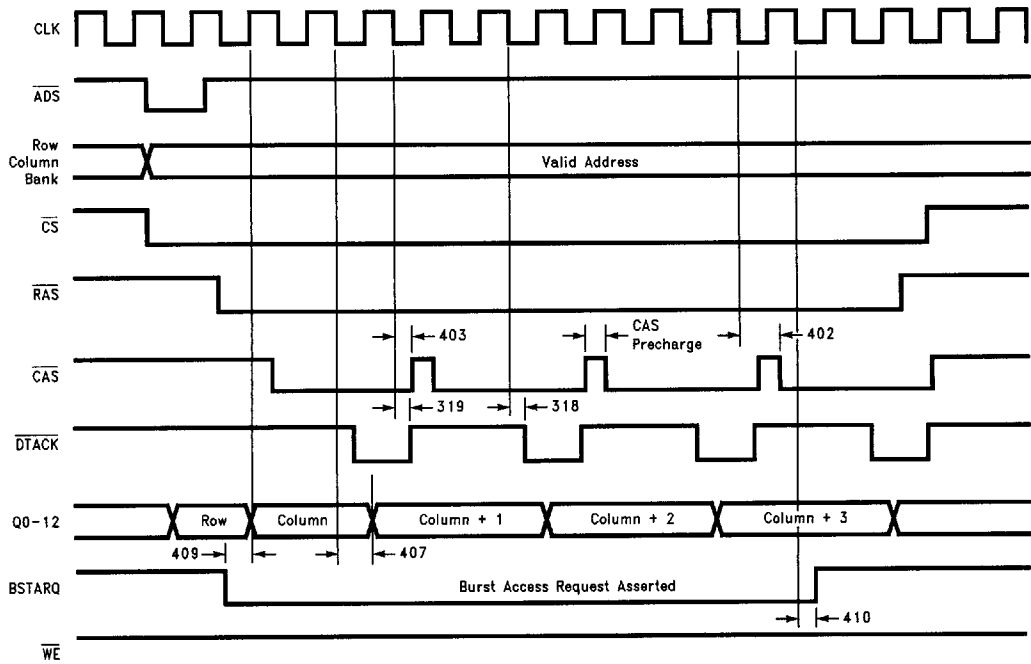 CLK
ADS
Row
Column
Bank
Valid Address
CS
RAS
403
CAS
Precharge
402
CAS
319
318
DTACK
Q0-12
Row
Column
Column + 1
Column + 2
Column + 3
409
407
BSTARQ
Burst Access Request Asserted
410
WE